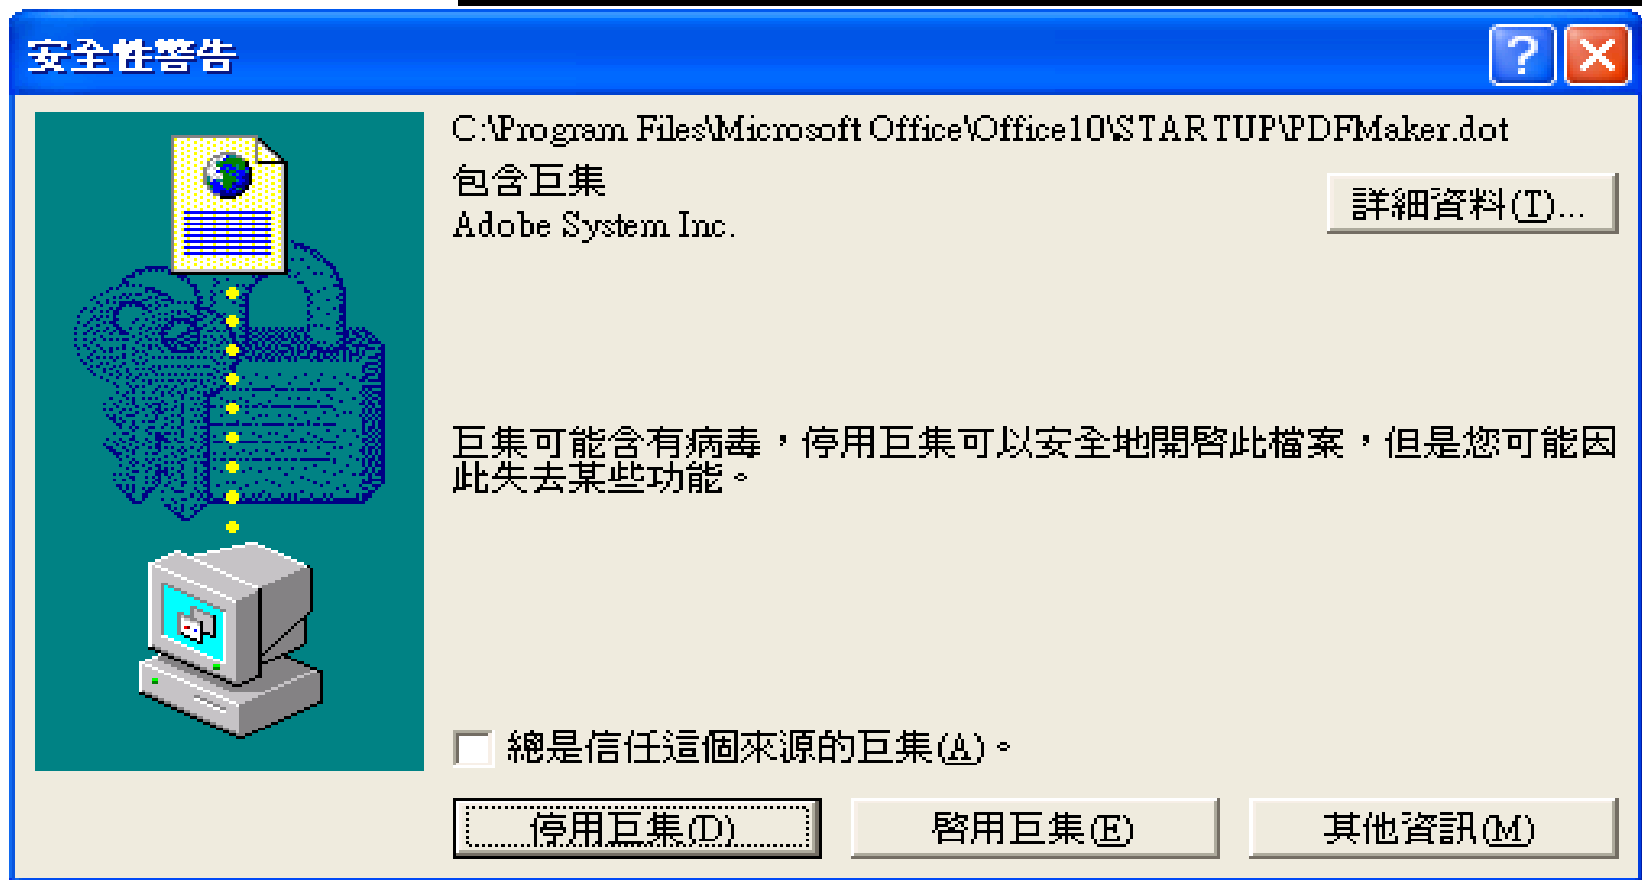 安全性警告
C:\Program Files\Microsoft Office\Office10\STARTUP\PDFMaker.dot
包含巨集
詳細資料(T)...
Adobe System Inc.
巨集可能含有病毒，停用巨集可以安全地開啓此檔案，但是您可能因
此失去某些功能。
總是信任這個來源的巨集(A)。
停用巨集(D) 啓用巨集(E) 其他資訊(M)